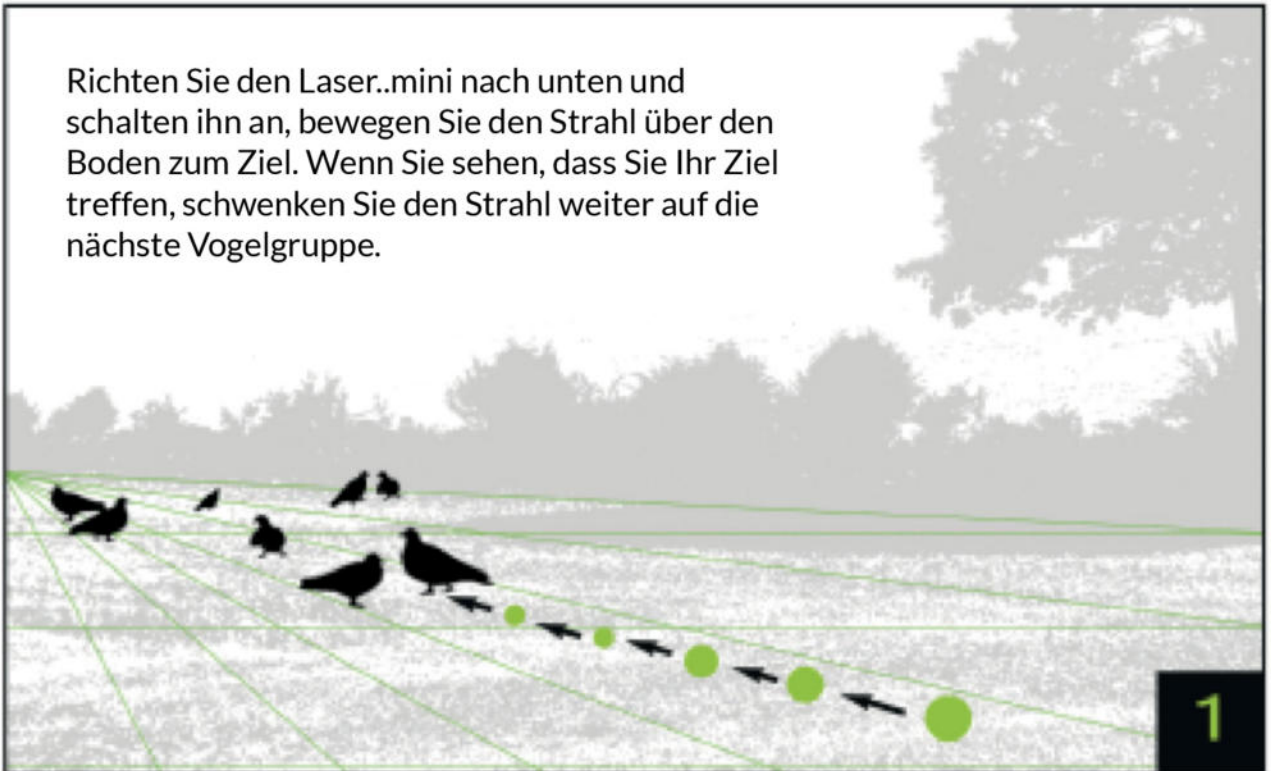 Richten Sie den Laser..mini nach unten und
schalten ihn an, bewegen Sie den Strahl über den
Boden zum Ziel. Wenn Sie sehen, dass Sie Ihr Ziel
treffen, schwenken Sie den Strahl weiter auf die
nächste Vogelgruppe.
1